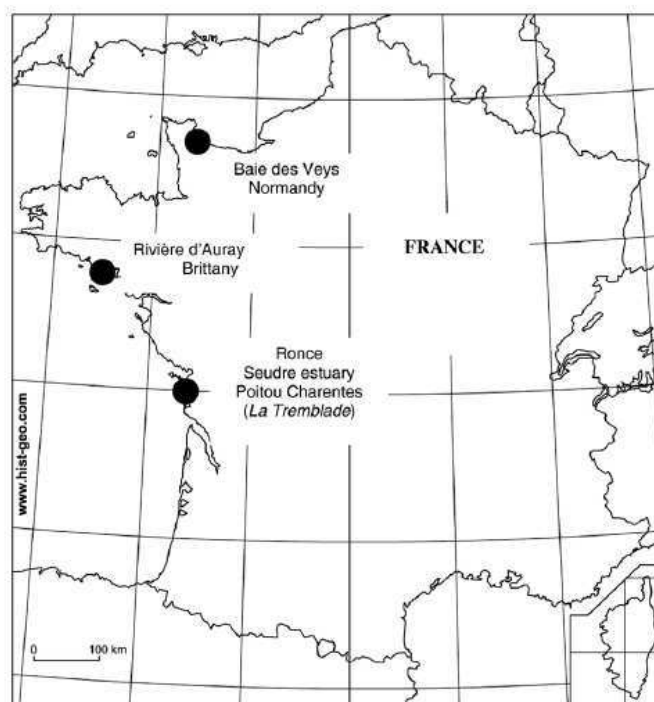 Baie des Veys
Normandy
Rivière d'Auray
Brittany
FRANCE
Ronce
Seudre estuary
Poitou Charentes
(La Tremblade)
www.hist-geo.com
0 100 km